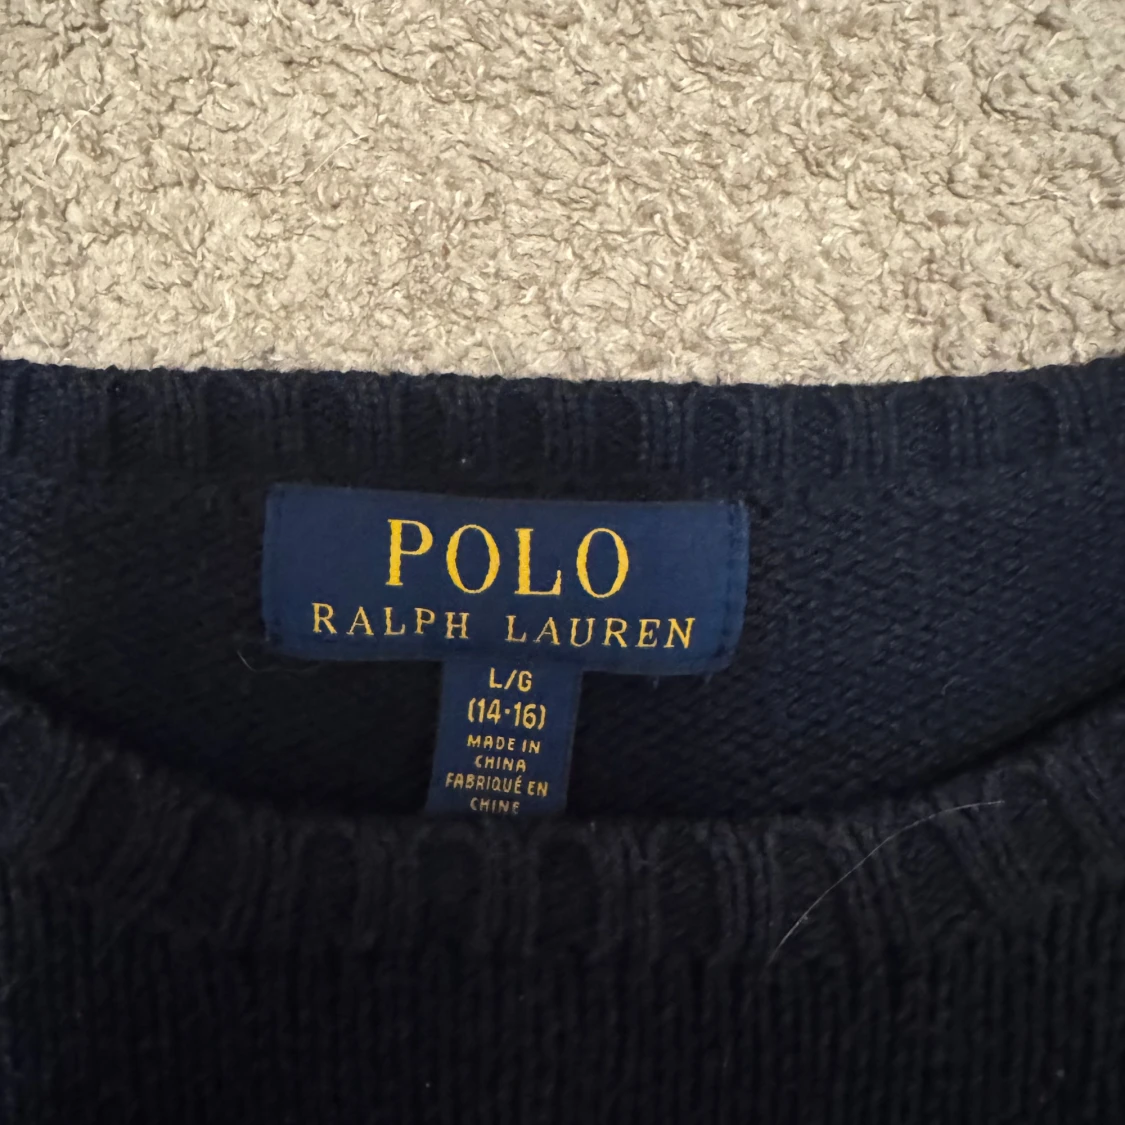 POLO
RALPH LAUREN
L/G
(14•16)
MADE IN
CHINA
FABRIQUÉ EN
CHINE